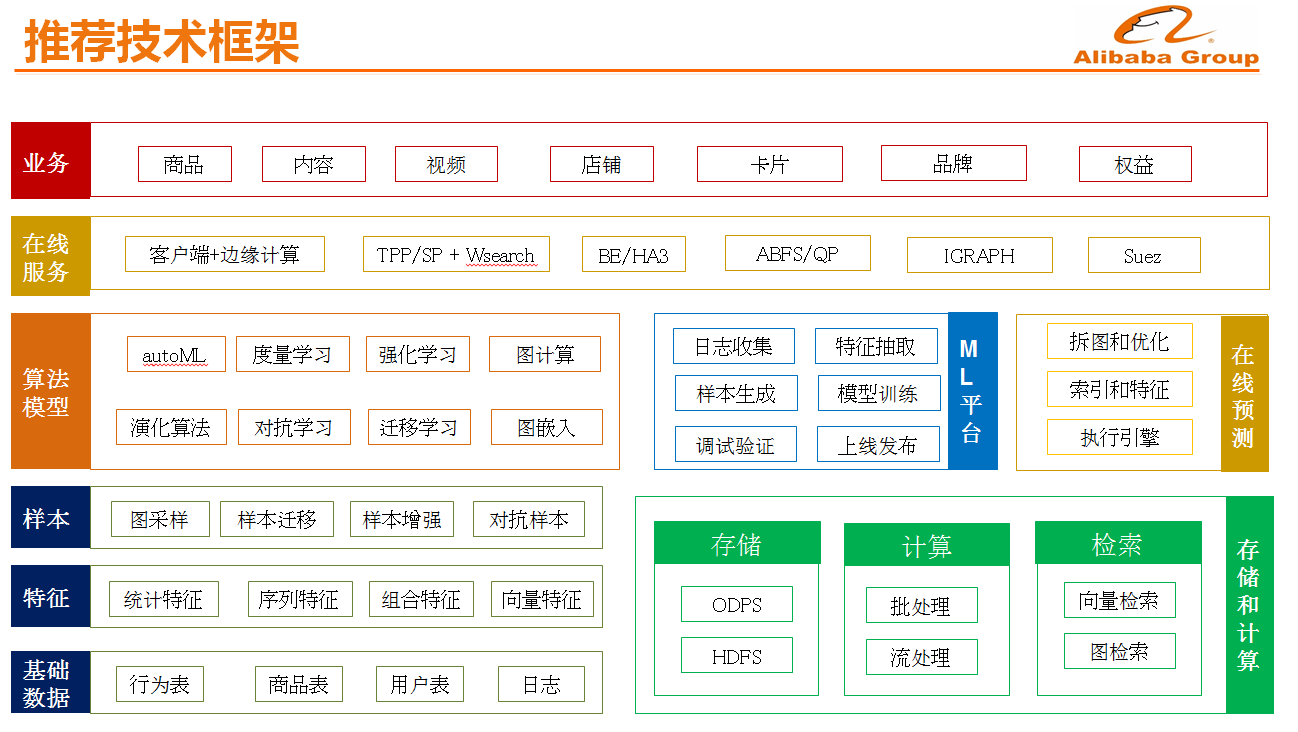 推荐技术框架
Alibaba Group
业务
商品
内容
视频
店铺
卡片
品牌
权益
在线
服务
客户端+边缘计算
TPP/SP + Wsearch
BE/HA3
ABFS/QP
IGRAPH
Suez
算法
模型
autoML
度量学习
强化学习
图计算
演化算法
对抗学习
迁移学习
图嵌入
日志收集
特征抽取
样本生成
模型训练
调试验证
上线发布
M
L
平
台
拆图和优化
索引和特征
执行引擎
在
线
预
测
样本
图采样
样本迁移
样本增强
对抗样本
特征
统计特征
序列特征
组合特征
向量特征
基础
数据
行为表
商品表
用户表
日志
存储
ODPS
HDFS
计算
批处理
流处理
检索
向量检索
图检索
存
储
和
计
算